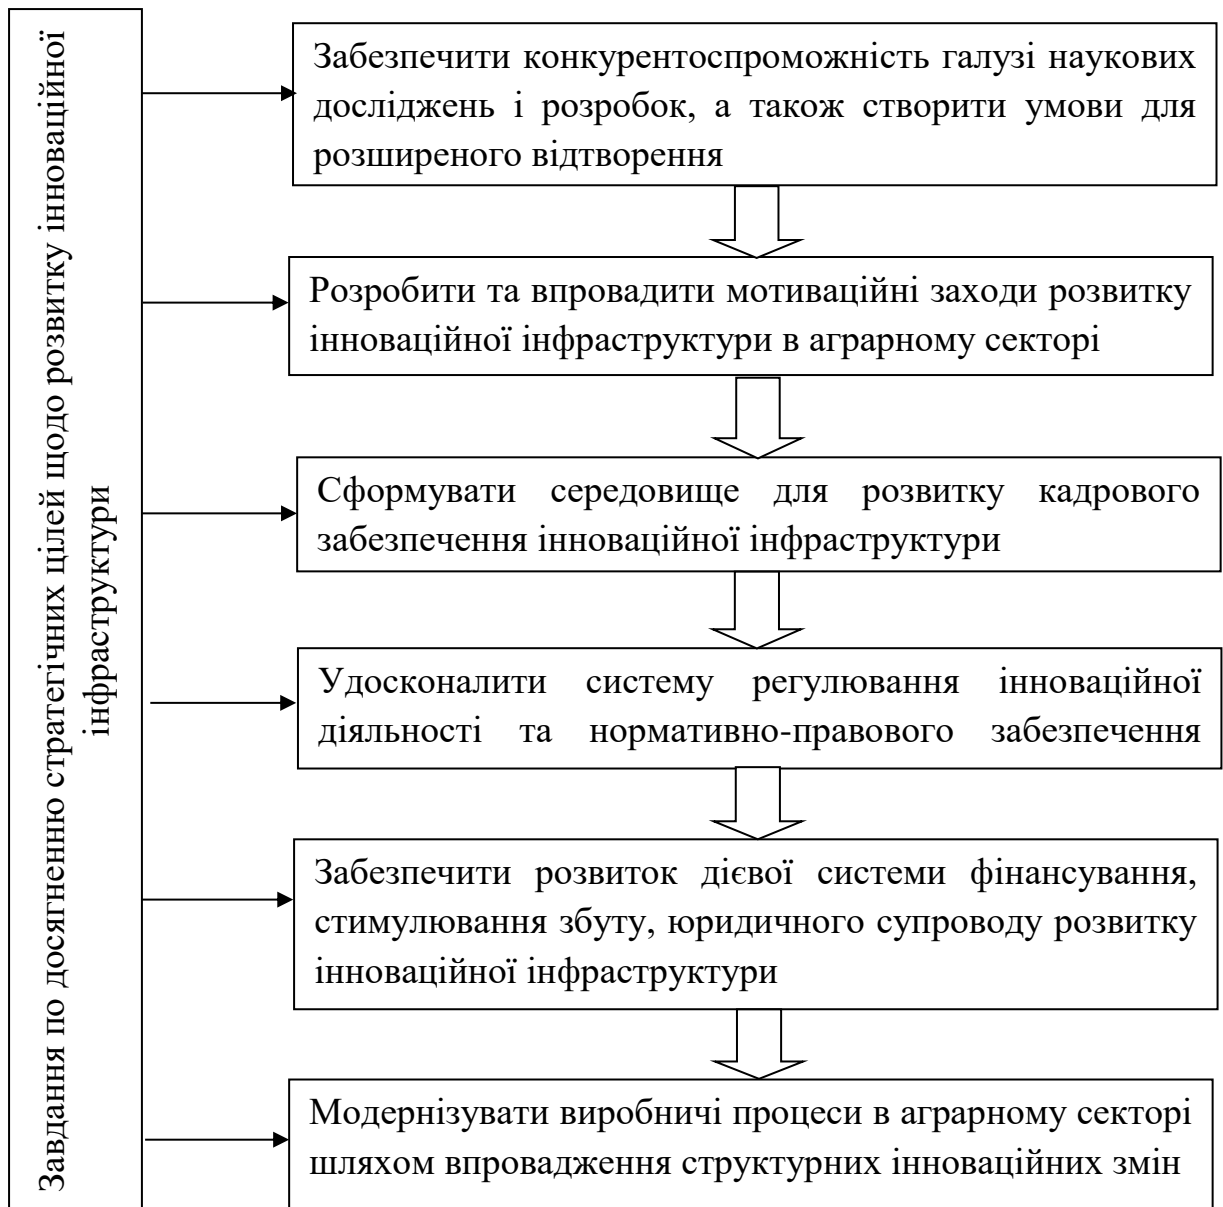 Завдання по досягненню стратегічних цілей щодо розвитку інноваційної
інфраструктури
Забезпечити конкурентоспроможність галузі наукових
досліджень і розробок, а також створити умови для
розширеного відтворення
Розробити та впровадити мотиваційні заходи розвитку
інноваційної інфраструктури в аграрному секторі
Сформувати середовище для розвитку кадрового
забезпечення інноваційної інфраструктури
Удосконалити систему регулювання інноваційної
діяльності та нормативно-правового забезпечення
Забезпечити розвиток дієвої системи фінансування,
стимулювання збуту, юридичного супроводу розвитку
інноваційної інфраструктури
Модернізувати виробничі процеси в аграрному секторі
шляхом впровадження структурних інноваційних змін